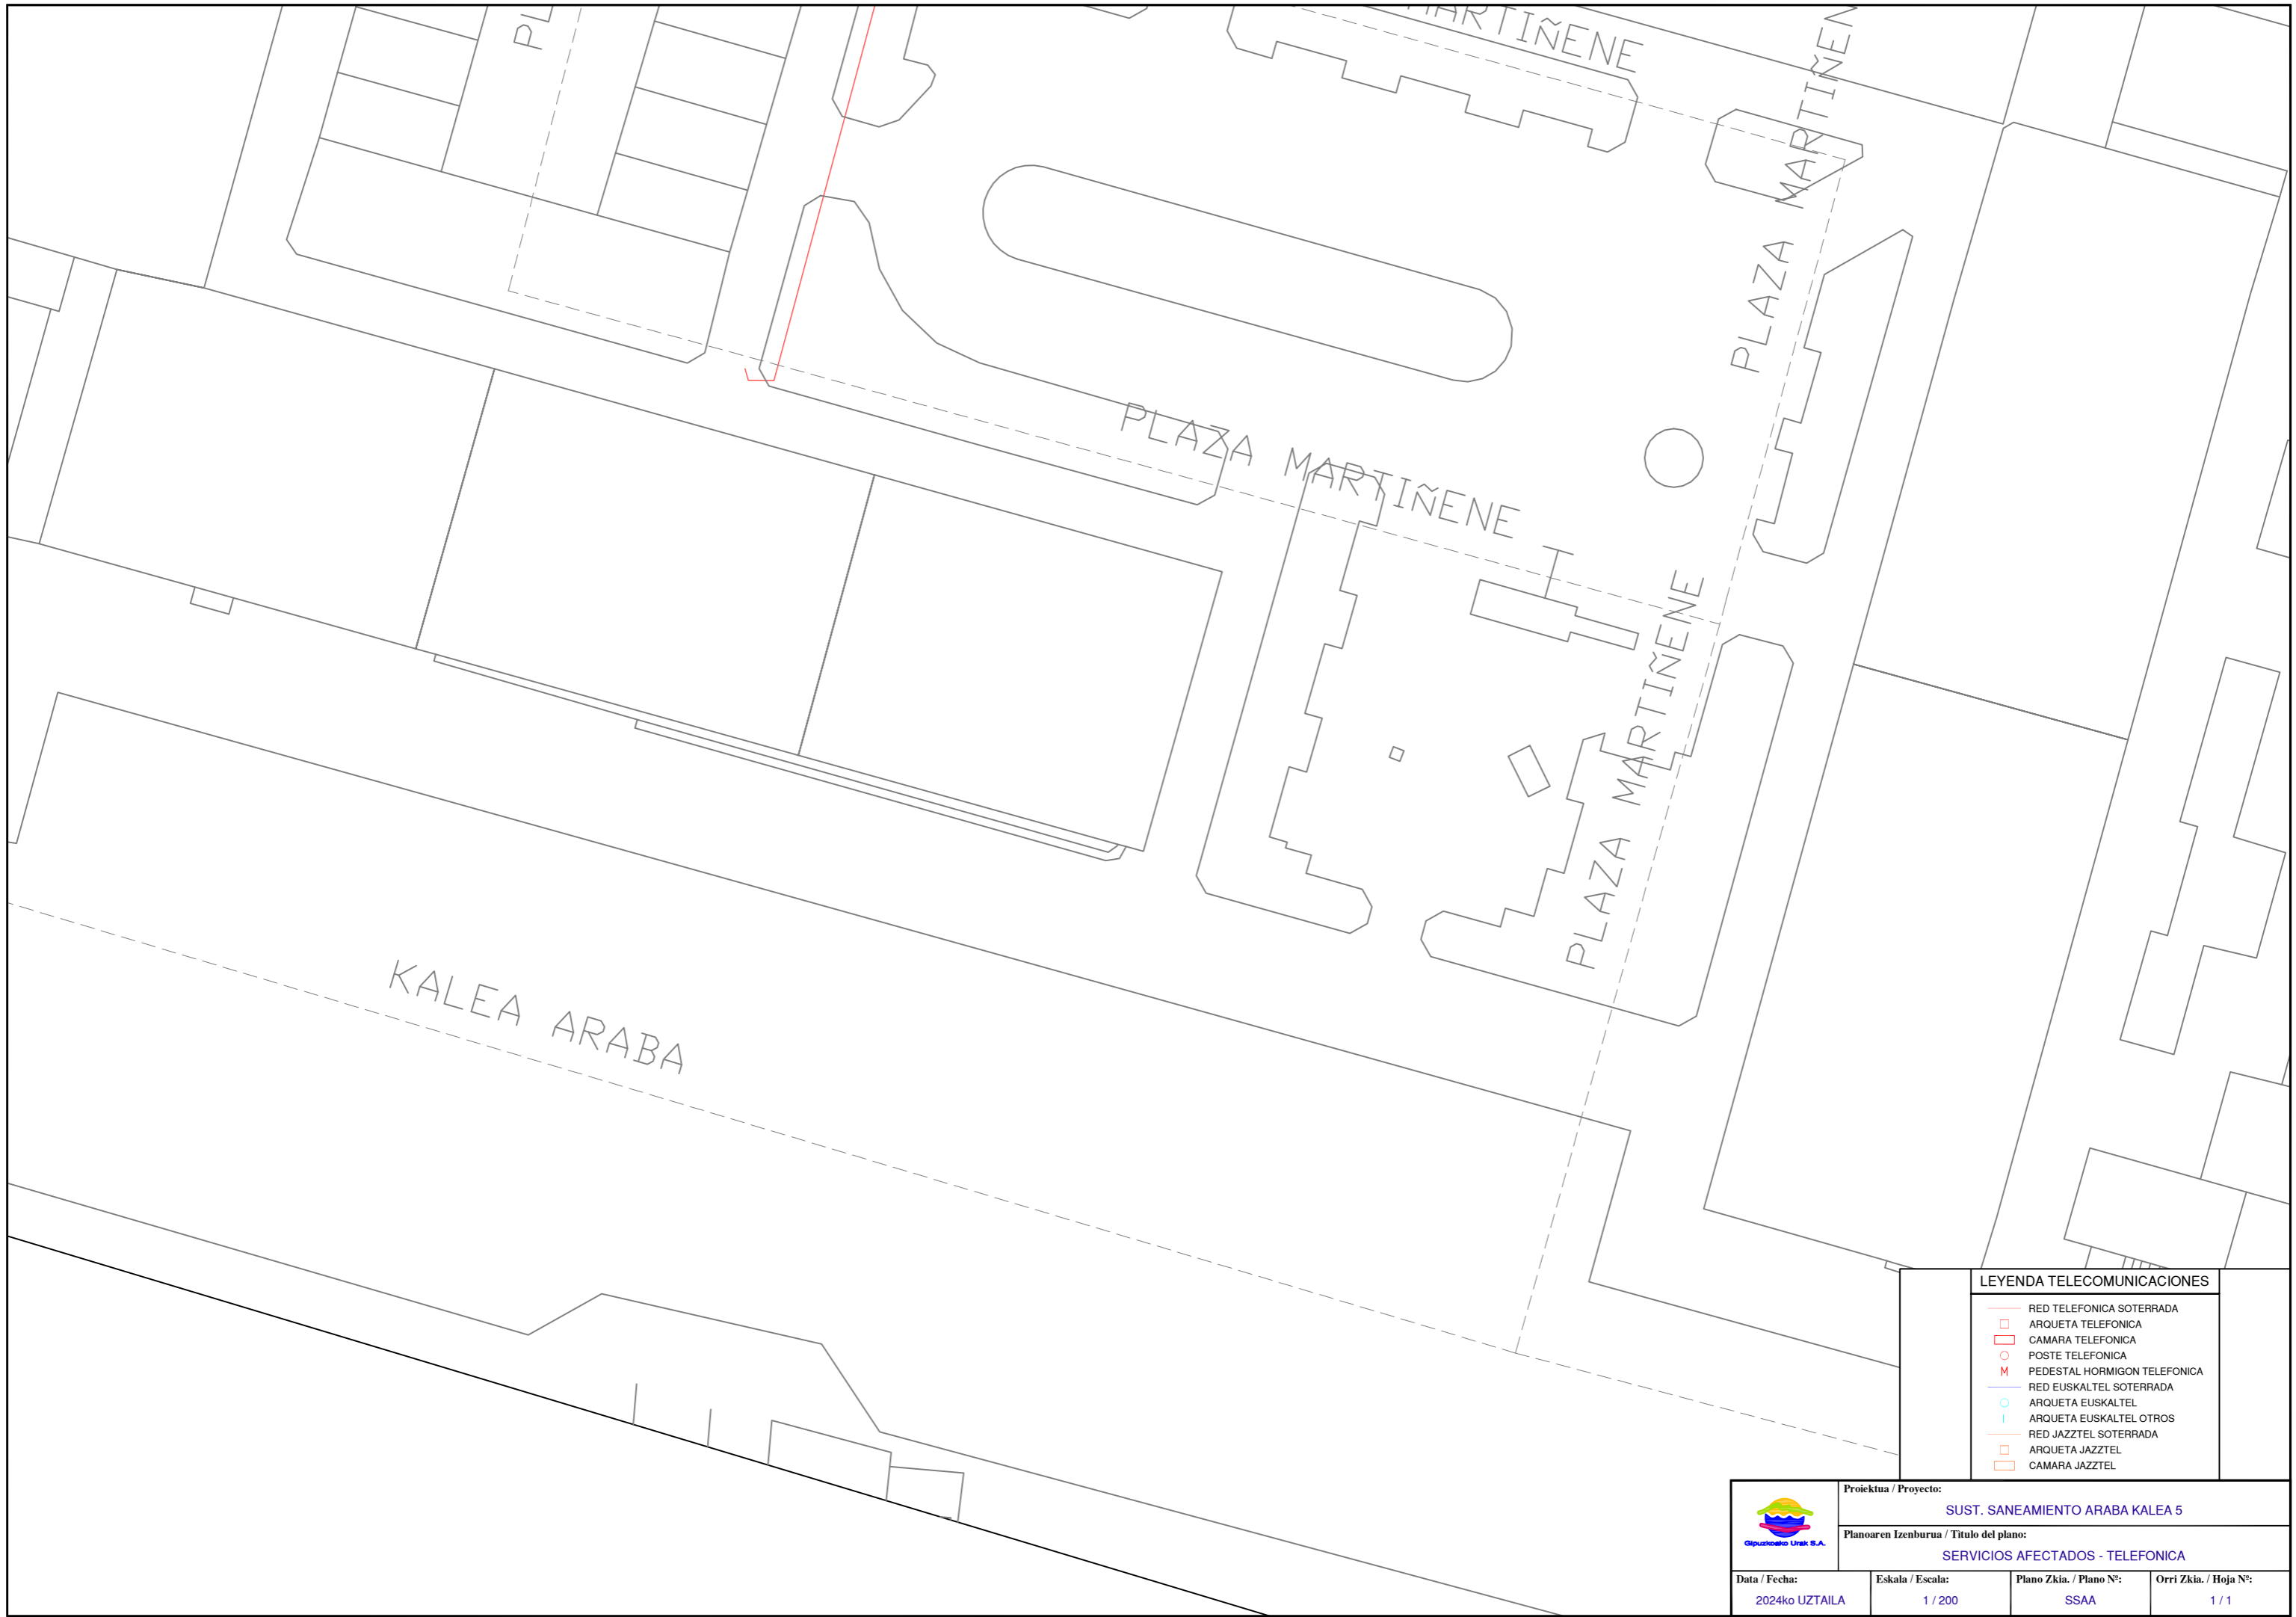 PL
MARTIÑENE
PLAZA MARTIÑEN
PLAZA MARTIÑENE
PLAZA MARTIÑENE
KALEA ARABA
LEYENDA TELECOMUNICACIONES
RED TELEFONICA SOTERRADA
ARQUETA TELEFONICA
CAMARA TELEFONICA
POSTE TELEFONICA
M PEDESTAL HORMIGON TELEFONICA
RED EUSKALTEL SOTERRADA
ARQUETA EUSKALTEL
ARQUETA EUSKALTEL OTROS
RED JAZZTEL SOTERRADA
ARQUETA JAZZTEL
CAMARA JAZZTEL
Gipuzkoako Urak S.A.
Proiektua / Proyecto:
SUST. SANEAMIENTO ARABA KALEA 5
Planoaren Izenburua / Titulo del plano:
SERVICIOS AFECTADOS - TELEFONICA
Data / Fecha:
2024ko UZTAILA
Eskala / Escala:
1 / 200
Plano Zkia. / Plano Nº:
SSAA
Orri Zkia. / Hoja Nº:
1 / 1